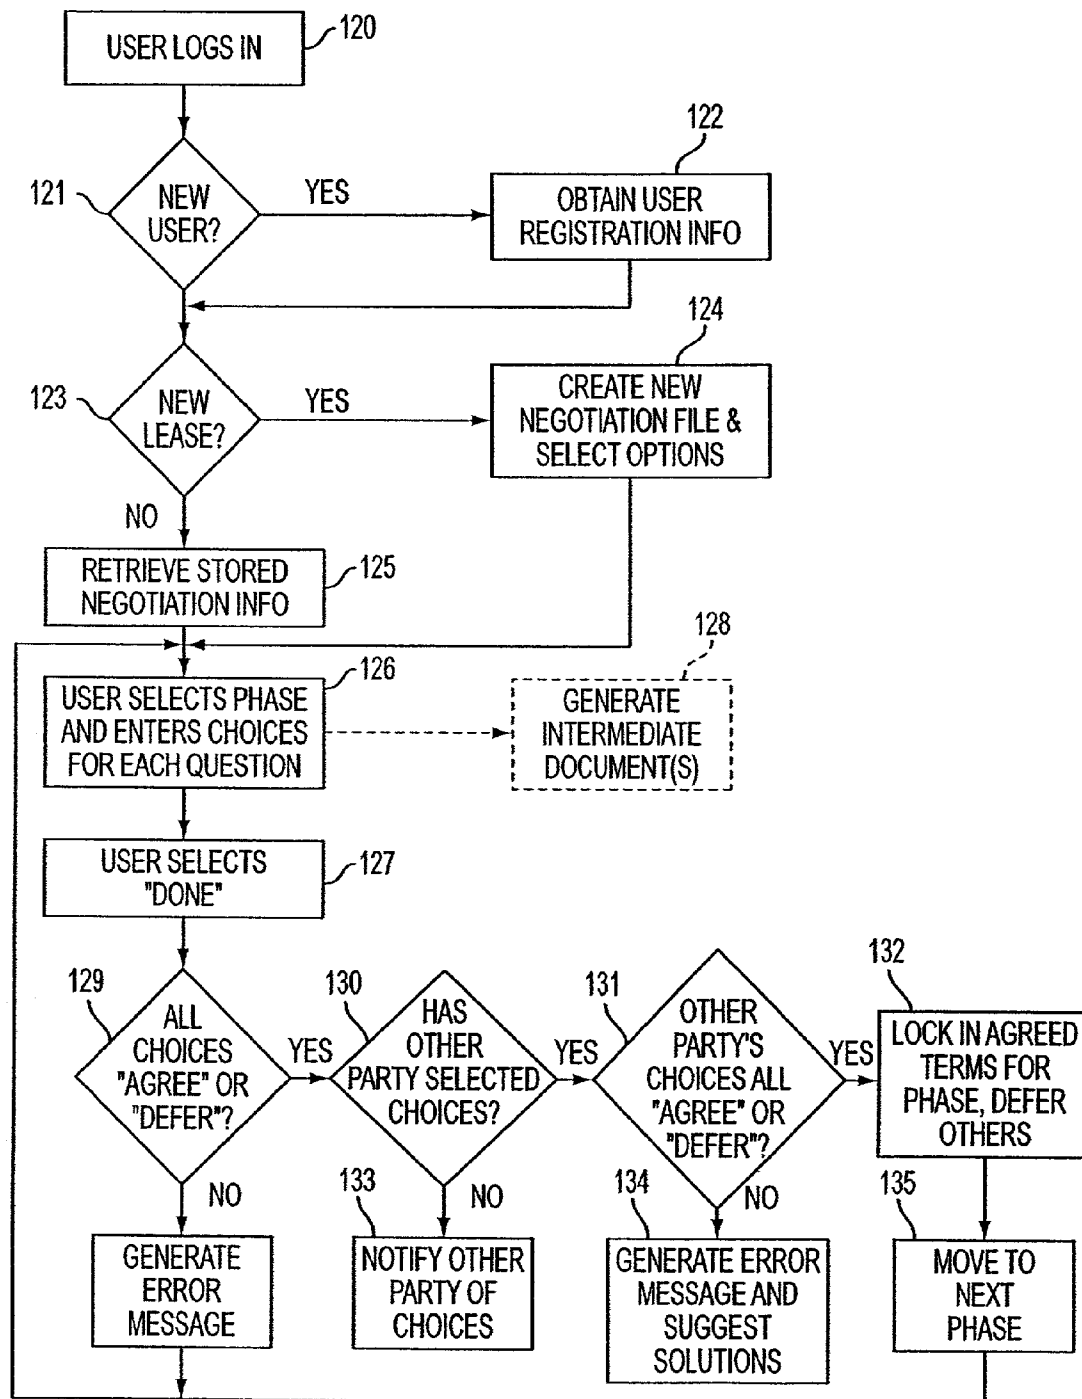 USER LOGS IN
120
121
NEW
USER?
YES
122
OBTAIN USER
REGISTRATION INFO
123
NEW
LEASE?
YES
124
CREATE NEW
NEGOTIATION FILE &
SELECT OPTIONS
NO
RETRIEVE STORED
NEGOTIATION INFO
125
126
USER SELECTS PHASE
AND ENTERS CHOICES
FOR EACH QUESTION
128
GENERATE
INTERMEDIATE
DOCUMENT(S)
USER SELECTS
"DONE"
127
129
ALL
CHOICES
"AGREE" OR
"DEFER"?
YES
130
HAS
OTHER
PARTY SELECTED
CHOICES?
YES
131
OTHER
PARTY'S
CHOICES ALL
"AGREE" OR
"DEFER"?
YES
132
LOCK IN AGREED
TERMS FOR
PHASE, DEFER
OTHERS
NO
GENERATE
ERROR
MESSAGE
133
NO
NOTIFY OTHER
PARTY OF
CHOICES
134
NO
GENERATE ERROR
MESSAGE AND
SUGGEST
SOLUTIONS
135
MOVE TO
NEXT
PHASE